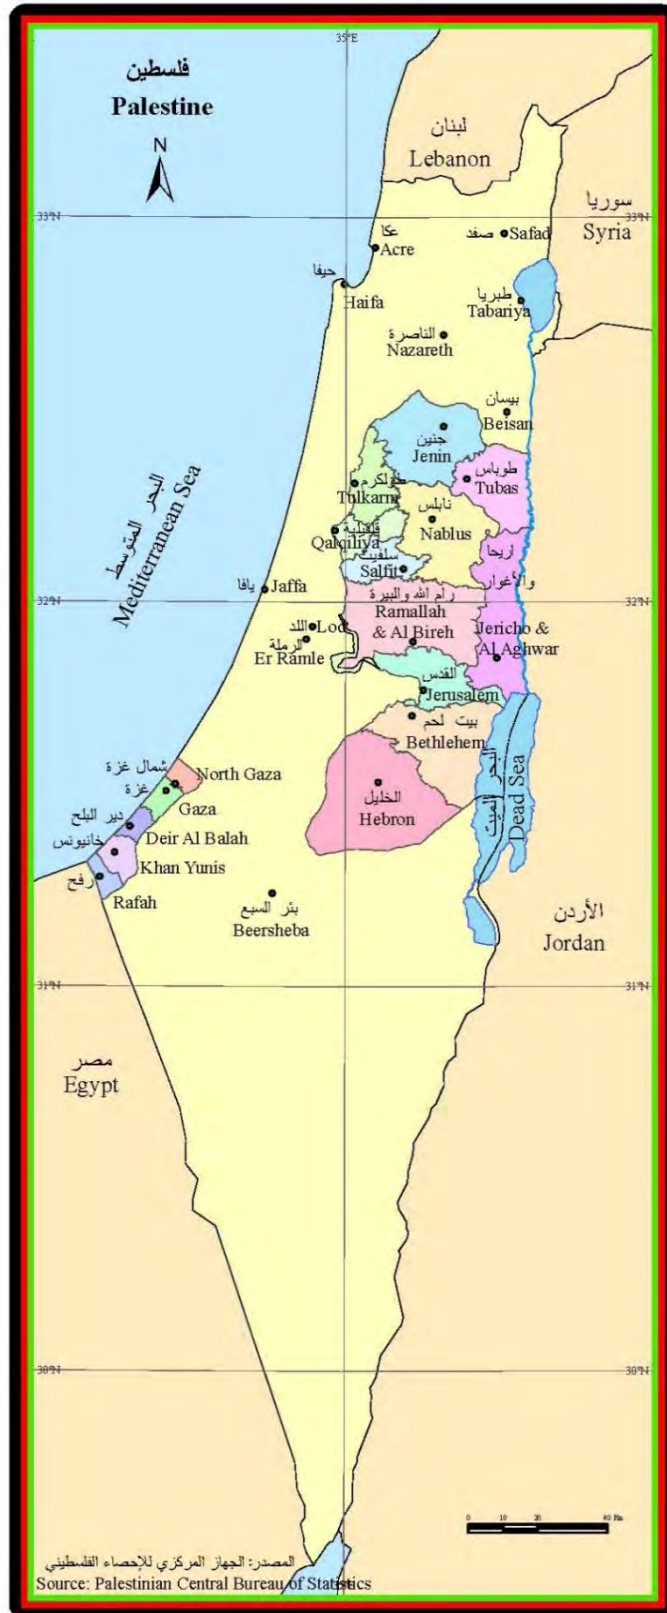 35°E
فلسطين
Palestine
N
لبنان
Lebanon
سوريا
Syria
33°N
33°N
عكا
Acre
صفد Safad
حيفا
Haifa
طبريا
Tabariya
الناصرة
Nazareth
بيسان
Beisan
جنين
Jenin
طوباس
Tubas
طولكرم
Tulkarm
نابلس
Nablus
قلقيلية
Qalqiliya
سلفيت
Salfit
اريحا
والأغوار
Jericho &
Al Aghwar
البحر المتوسط
Mediterranean Sea
يافا Jaffa
32°N
32°N
رام الله والبيرة
Ramallah
& Al Bireh
اللد Lod
الرملة
Er Ramle
القدس
Jerusalem
بيت لحم
Bethlehem
البحر الميت
Dead Sea
الخليل
Hebron
شمال غزة North Gaza
غزة Gaza
دير البلح
Deir Al Balah
خانيونس
Khan Yunis
رفح
Rafah
بئر السبع
Beersheba
الأردن
Jordan
31°N
31°N
مصر
Egypt
30°N
30°N
0 10 20 40
المصدر: الجهاز المركزي للإحصاء الفلسطيني
Source: Palestinian Central Bureau of Statistics